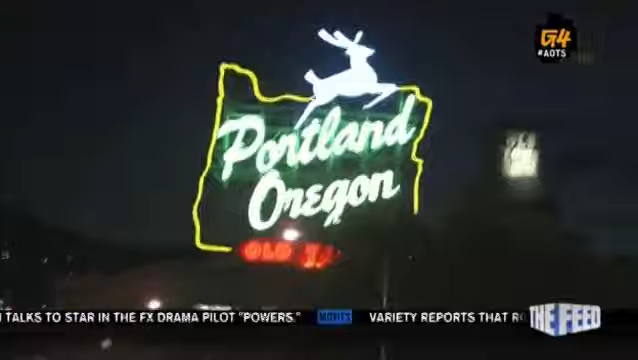 G4
#AOTS
Portland
Oregon
OLD
TALKS TO STAR IN THE FX DRAMA PILOT "POWERS."
MOVIES
VARIETY REPORTS THAT
THE FEED